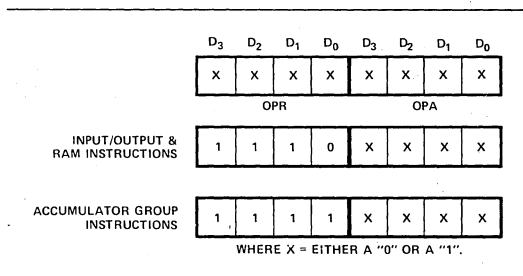 D3 D2 D1 D0 D3 D2 D1 D0
X X X X X X X X
OPR OPA
INPUT/OUTPUT &
RAM INSTRUCTIONS
1 1 1 0 X X X X
ACCUMULATOR GROUP
INSTRUCTIONS
1 1 1 1 X X X X
WHERE X = EITHER A "0" OR A "1".